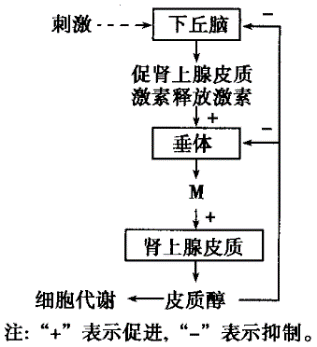 刺激 下丘脑 −
促肾上腺皮质
激素释放激素
+
垂体 −
M
+
肾上腺皮质
细胞代谢 皮质醇
注：“+”表示促进，“-”表示抑制。